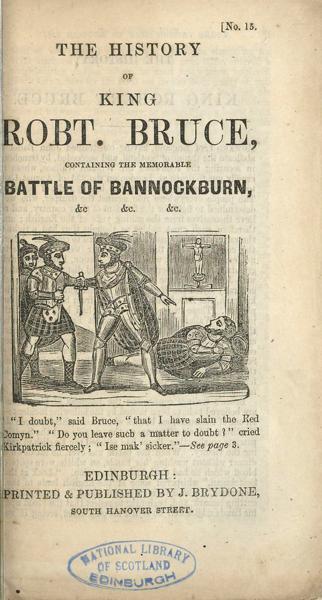 [No. 15.
THE HISTORY
OF
KING
ROBT. BRUCE,
CONTAINING THE MEMORABLE
BATTLE OF BANNOCKBURN,
&c &c. &c.
"I doubt," said Bruce, "that I have slain the Red
Comyn." "Do you leave such a matter to doubt?" cried
Kirkpatrick fiercely; "Ise mak' sicker."—See page 3.
EDINBURGH:
PRINTED & PUBLISHED BY J. BRYDONE,
SOUTH HANOVER STREET.
NATIONAL LIBRARY
OF SCOTLAND
EDINBURGH